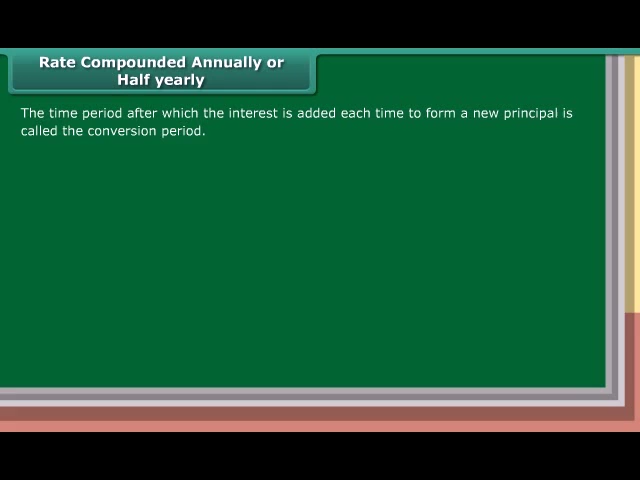 Rate Compounded Annually or
Half yearly
The time period after which the interest is added each time to form a new principal is
called the conversion period.